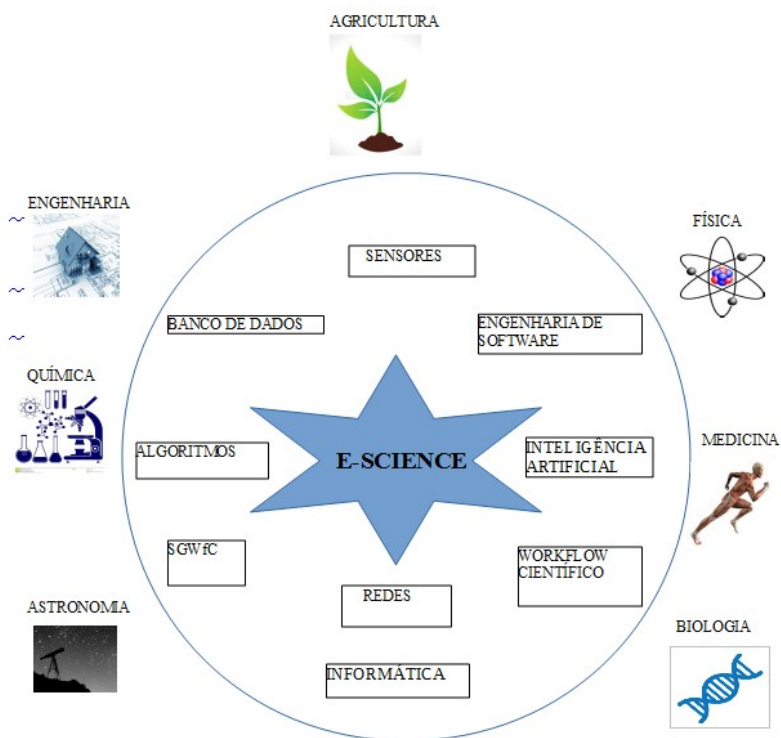 AGRICULTURA
ENGENHARIA
FÍSICA
SENSORES
BANCO DE DADOS
ENGENHARIA DE
SOFTWARE
QUÍMICA
ALGORITMOS
E-SCIENCE
INTELIGÊNCIA
ARTIFICIAL
MEDICINA
SGWfC
WORKFLOW
CIENTÍFICO
REDES
ASTRONOMIA
BIOLOGIA
INFORMÁTICA